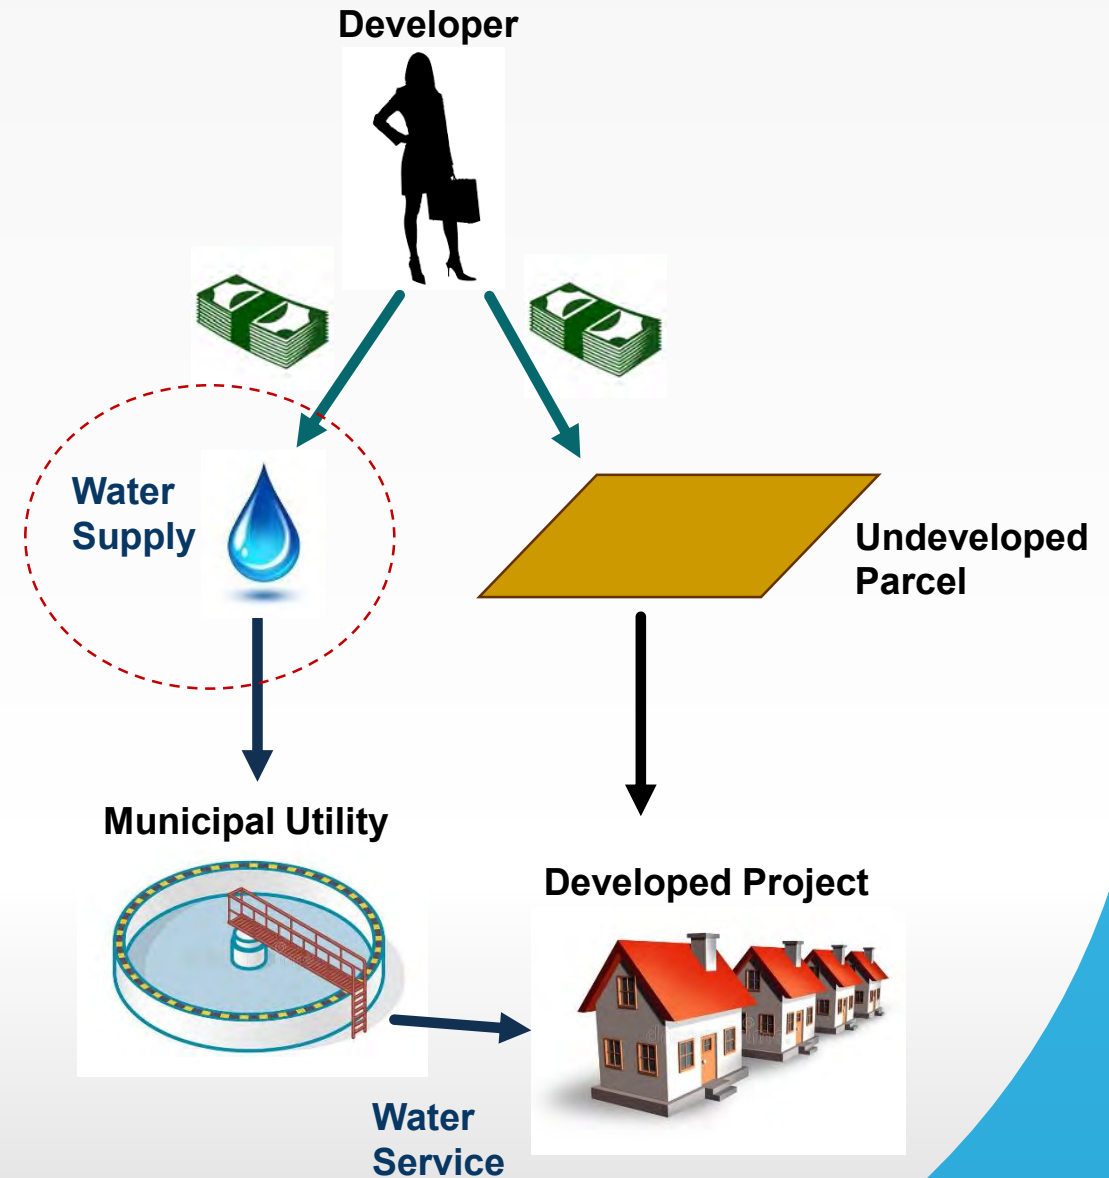 Developer
Water
Supply
Undeveloped
Parcel
Municipal Utility
Developed Project
Water
Service